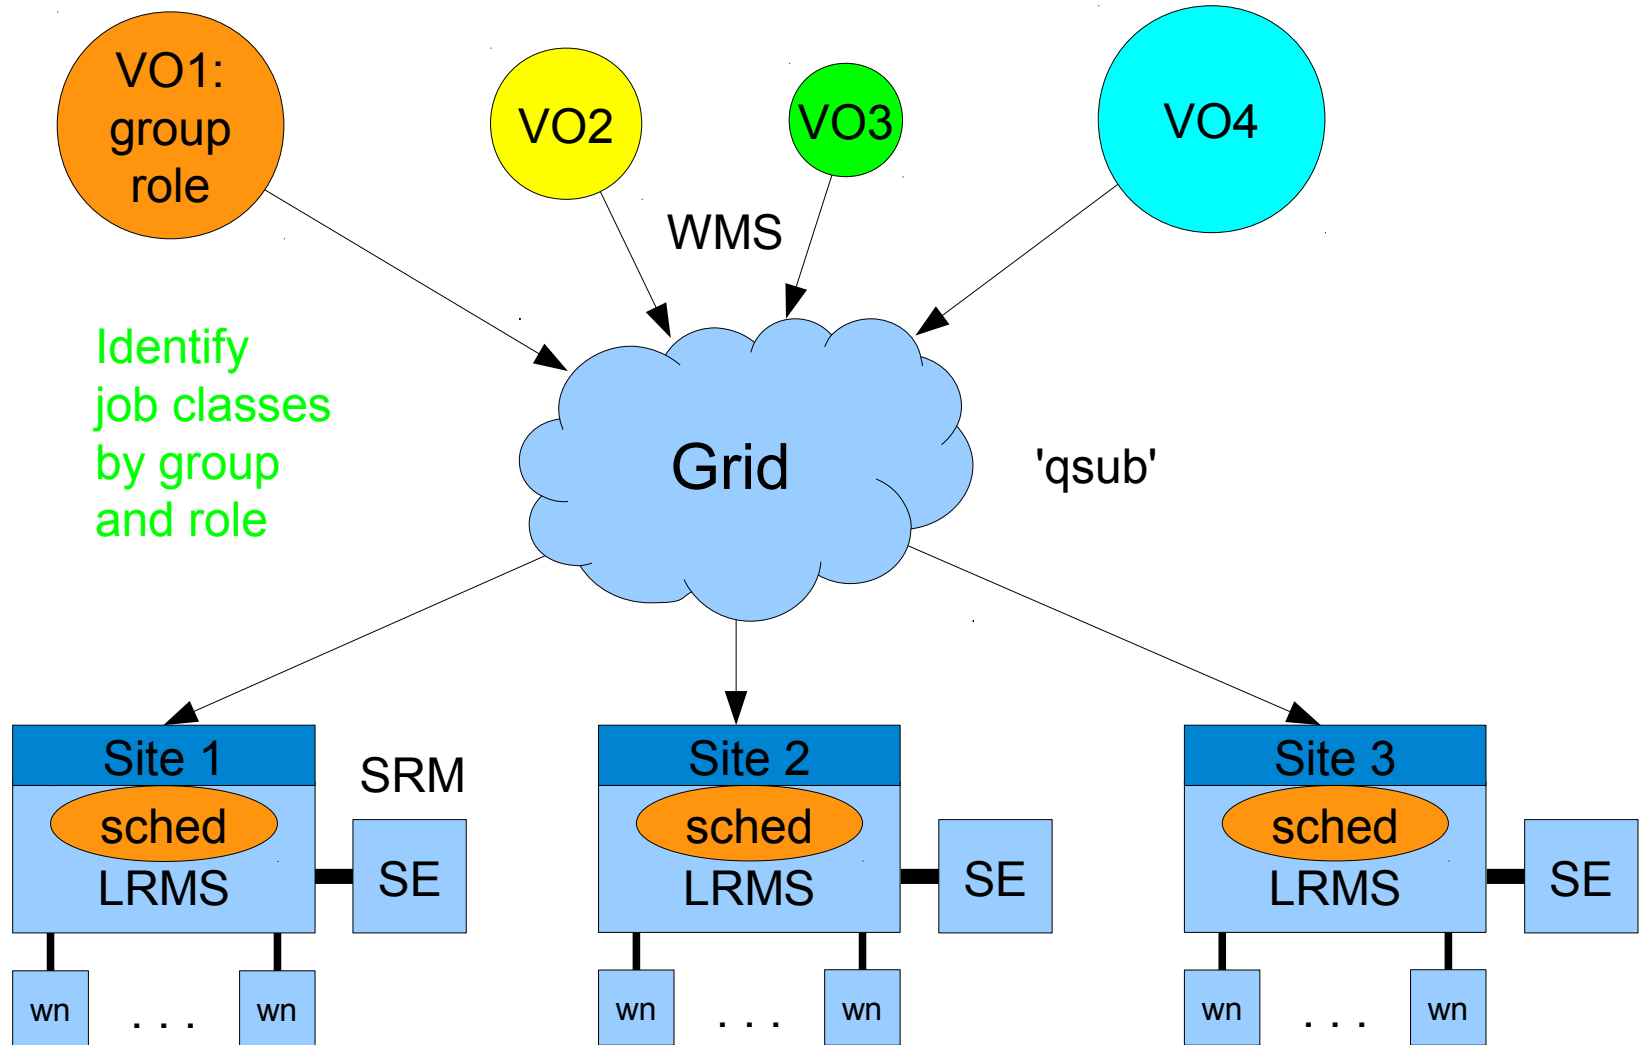 VO1:
group
role
VO2
VO3
VO4
WMS
Identify
job classes
by group
and role
Grid
'qsub'
Site 1
sched
LRMS
SRM
SE
wn
. . .
wn
Site 2
sched
LRMS
SE
wn
. . .
wn
Site 3
sched
LRMS
SE
wn
. . .
wn